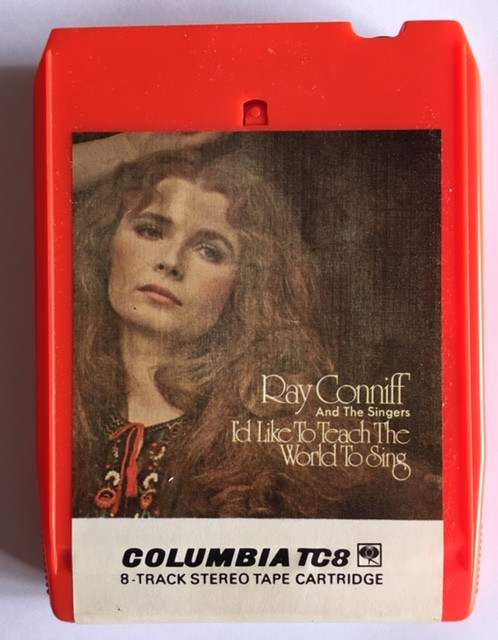 Ray Conniff
And The Singers
I'd Like To Teach The
World To Sing
COLUMBIA TC8
8-TRACK STEREO TAPE CARTRIDGE